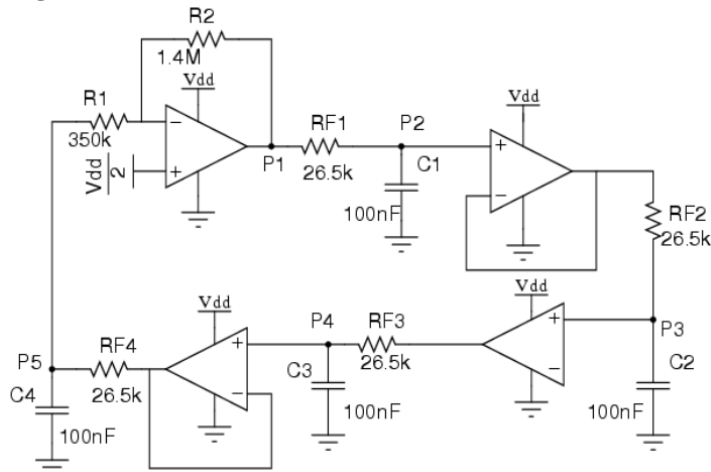 R2
1.4M
Vdd
R1
350k
−
+
Vdd
2
P1
RF1
26.5k
P2
C1
100nF
Vdd
+
−
RF2
26.5k
Vdd
+
−
P3
C2
100nF
P4
RF3
26.5k
C3
100nF
Vdd
+
−
P5
RF4
26.5k
C4
100nF